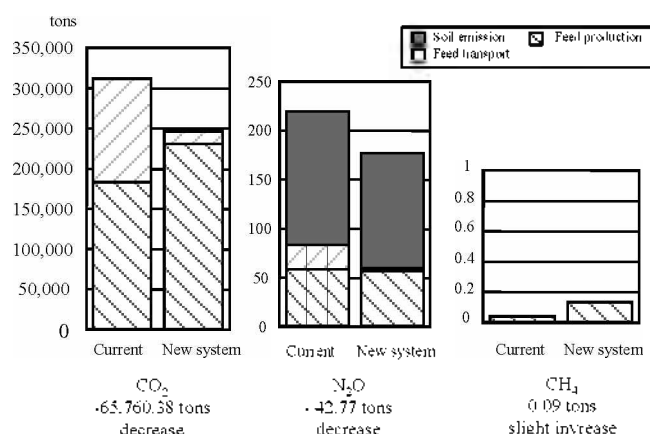 tons
Soil emission
Feed production
Feed transport
350,000
300,000
250,000
200,000
150,000
100,000
50,000
0
250
200
150
100
50
0
1
0.8
0.6
0.4
0.2
0
Current
New system
Current
New system
Current
New system
CO2
-65.760.38 tons
decrease
N2O
- 42.77 tons
decrease
CH4
0.09 tons
slight inyrease